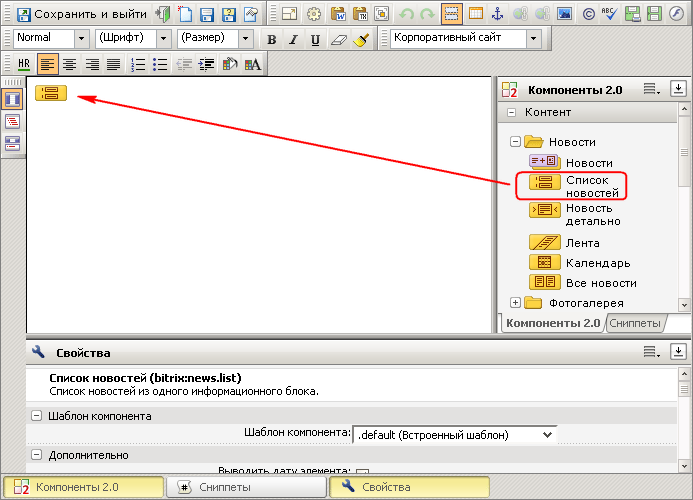 Сохранить и выйти
Normal (Шрифт) (Размер) B I U Корпоративный сайт
HR
Компоненты 2.0
Контент
Новости
Новости
Список
новостей
Новость
детально
Лента
Календарь
Все новости
Фотогалерея
Компоненты 2.0 Сниппеты
Свойства
Список новостей (bitrix:news.list)
Список новостей из одного информационного блока.
Шаблон компонента
Шаблон компонента: .default (Встроенный шаблон)
Дополнительно
Выводить дату элемента:
Компоненты 2.0 Сниппеты Свойства